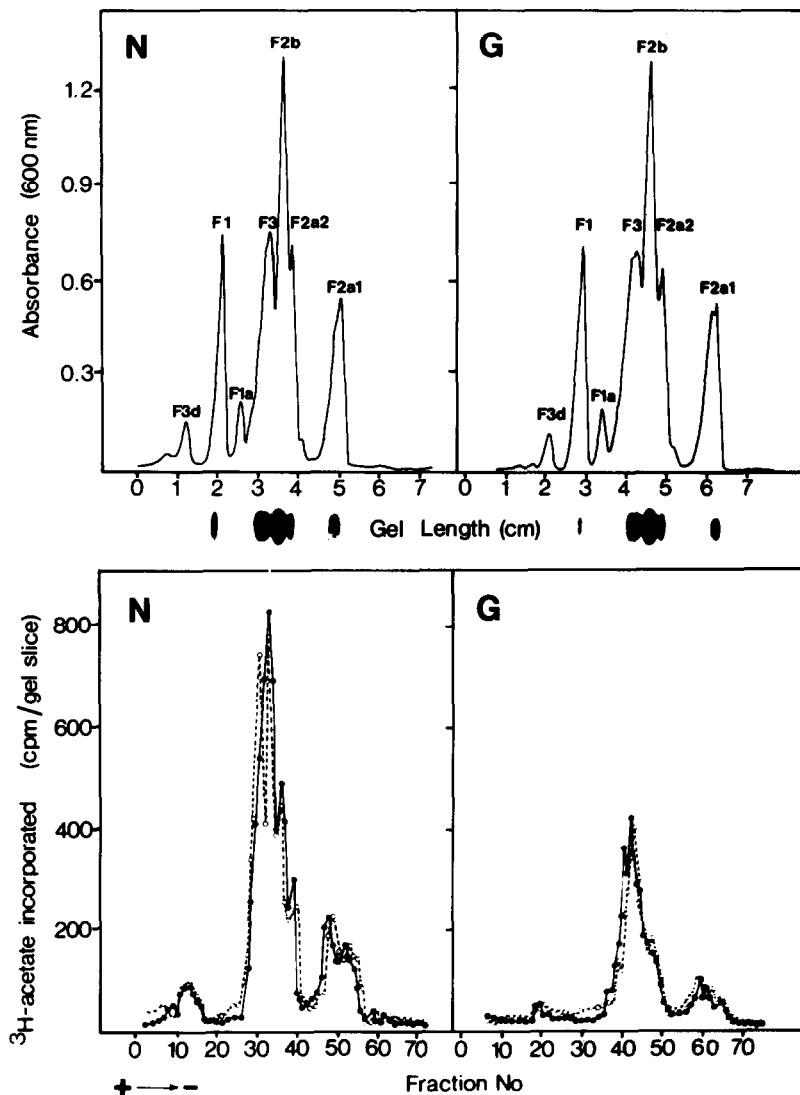 N
G
F2b
F2b
1.2
0.9
Absorbance (600 nm)
F1
F3
F2a2
F1
F3
F2a2
0.6
F2a1
F2a1
0.3
F3d
F1a
F3d
F1a
0 1 2 3 4 5 6 7
2 3 4 5 6 7
Gel Length (cm)
N
G
800
600
400
200
0
³H-acetate incorporated (cpm/gel slice)
0 10 20 30 40 50 60 70
0 10 20 30 40 50 60 70
+ → -
Fraction No